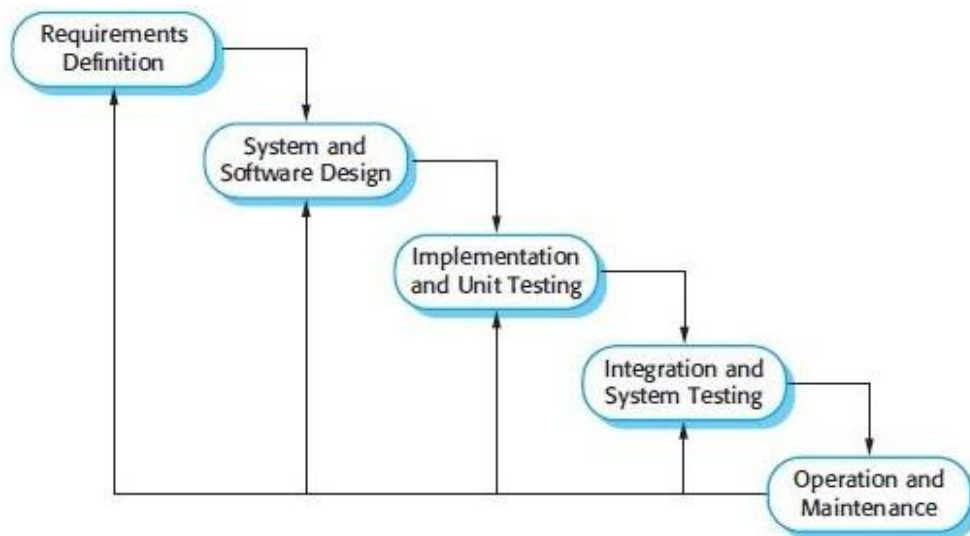 Requirements
Definition
System and
Software Design
Implementation
and Unit Testing
Integration and
System Testing
Operation and
Maintenance